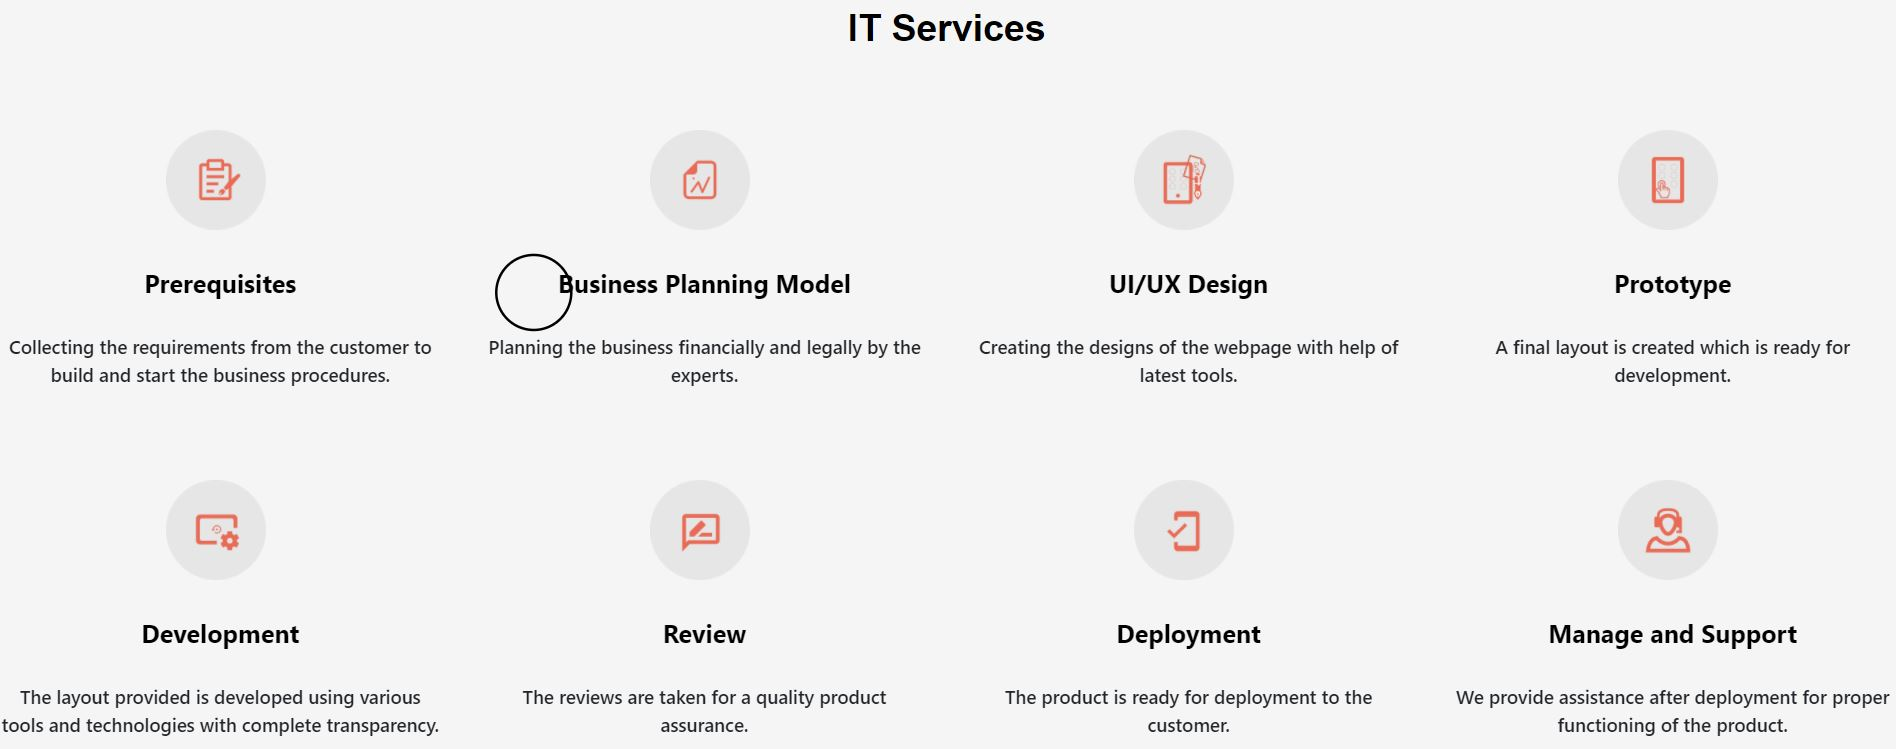 IT Services
Prerequisites
Collecting the requirements from the customer to
build and start the business procedures.
Business Planning Model
Planning the business financially and legally by the
experts.
UI/UX Design
Creating the designs of the webpage with help of
latest tools.
Prototype
A final layout is created which is ready for
development.
Development
The layout provided is developed using various
tools and technologies with complete transparency.
Review
The reviews are taken for a quality product
assurance.
Deployment
The product is ready for deployment to the
customer.
Manage and Support
We provide assistance after deployment for proper
functioning of the product.